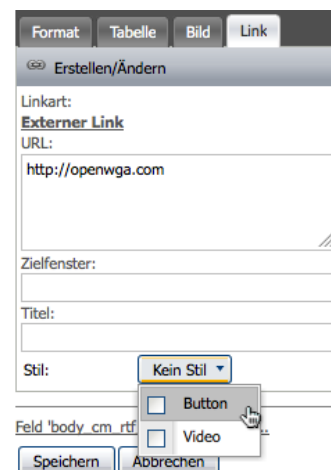 Format Tabelle Bild Link
Erstellen/Ändern
Linkart:
Externer Link
URL:
http://openwga.com
Zielfenster:
Titel:
Stil: Kein Stil
Button
Feld 'body_cm_rtf ..
Video
Speichern Abbrechen